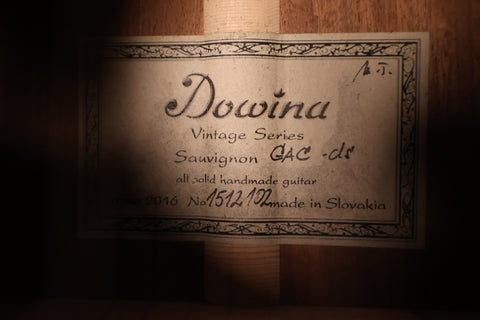 Dowina
Vintage Series
Sauvignon GAC -ds
all solid handmade guitar
2016 No 1512102 made in Slovakia